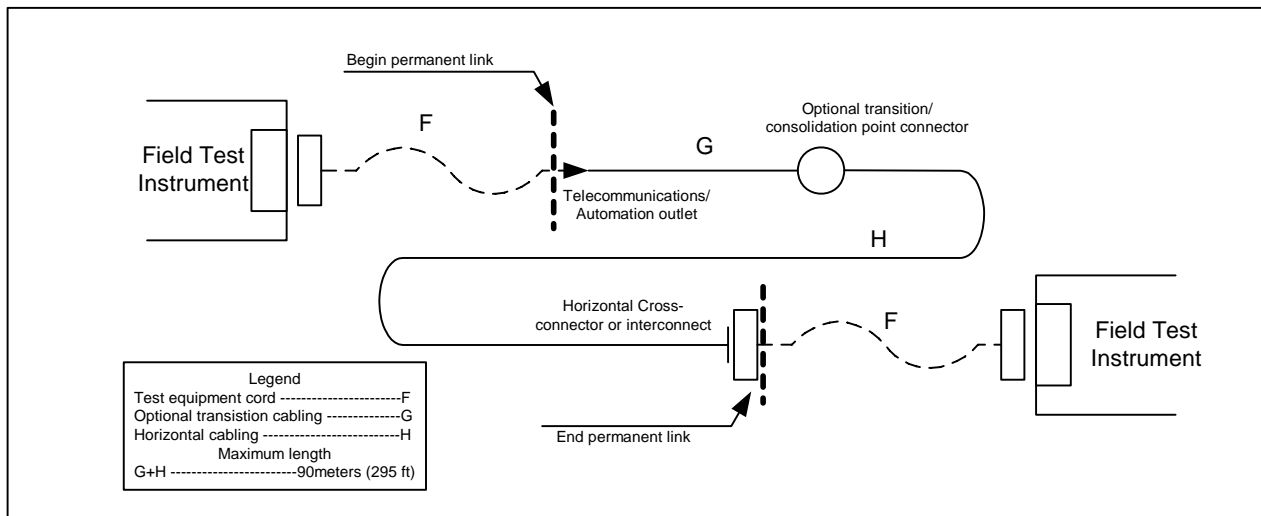 Begin permanent link
F
Optional transition/
consolidation point connector
G
Field Test
Instrument
Telecommunications/
Automation outlet
H
Horizontal Cross-
connector or interconnect
F
Field Test
Instrument
End permanent link
Legend
Test equipment cord -----------------------F
Optional transistion cabling --------------G
Horizontal cabling --------------------------H
Maximum length
G+H ------------------------90meters (295 ft)